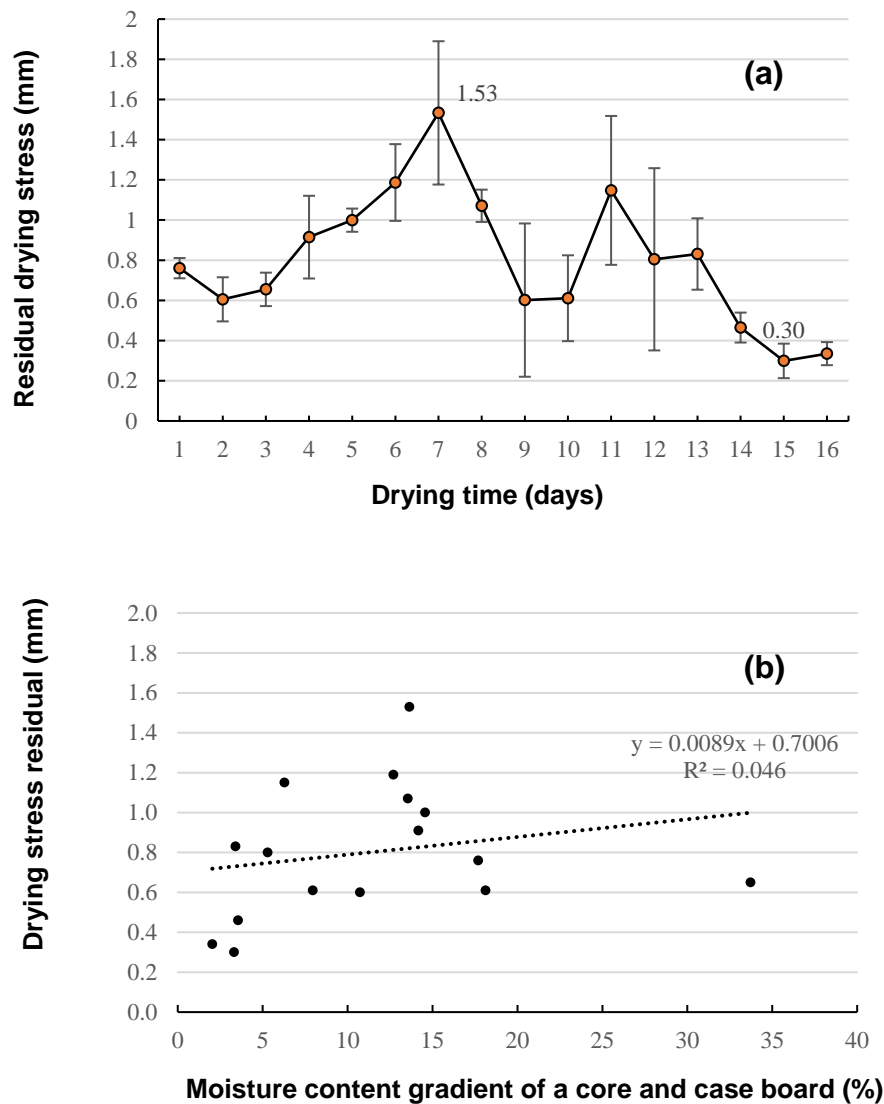 Residual drying stress (mm)
2
1.8
1.6
1.4
1.2
1
0.8
0.6
0.4
0.2
0
(a)
1.53
0.30
1 2 3 4 5 6 7 8 9 10 11 12 13 14 15 16
Drying time (days)
Drying stress residual (mm)
2.0
1.8
1.6
1.4
1.2
1.0
0.8
0.6
0.4
0.2
0.0
(b)
y = 0.0089x + 0.7006
R² = 0.046
0 5 10 15 20 25 30 35 40
Moisture content gradient of a core and case board (%)